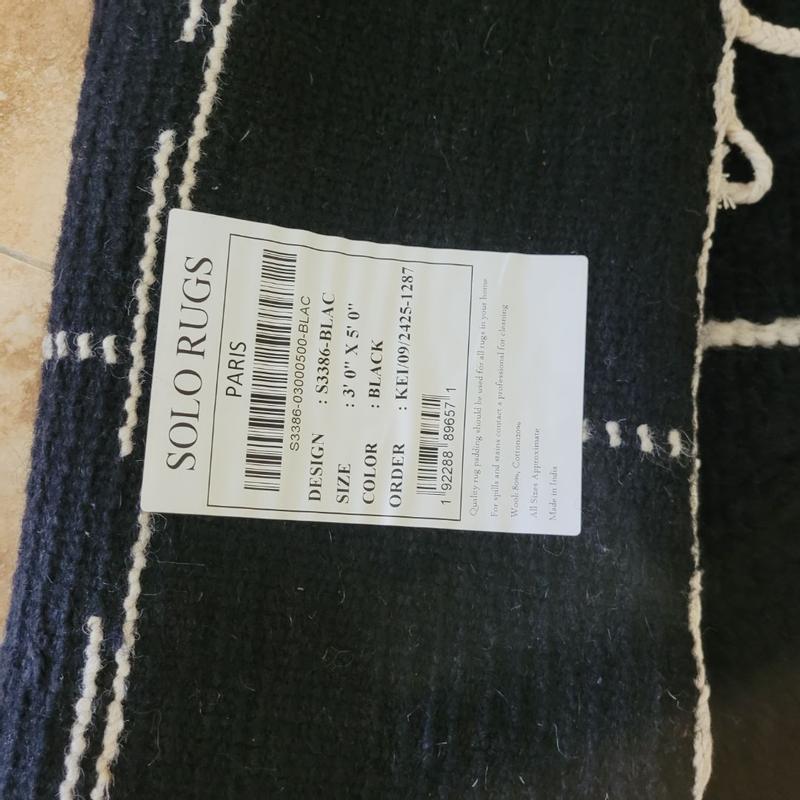 SOLO RUGS
PARIS
S3386-03000500-BLAC
DESIGN : S3386-BLAC
SIZE : 3' 0" X 5' 0"
COLOR : BLACK
ORDER : KEI/09/2425-1287
1 92288 89657 1
Quality rug padding should be used for all rugs in your home
For spills and stains contact a professional for cleaning
Wool: 80%, Cotton:20%
All Sizes Approximate
Made in India